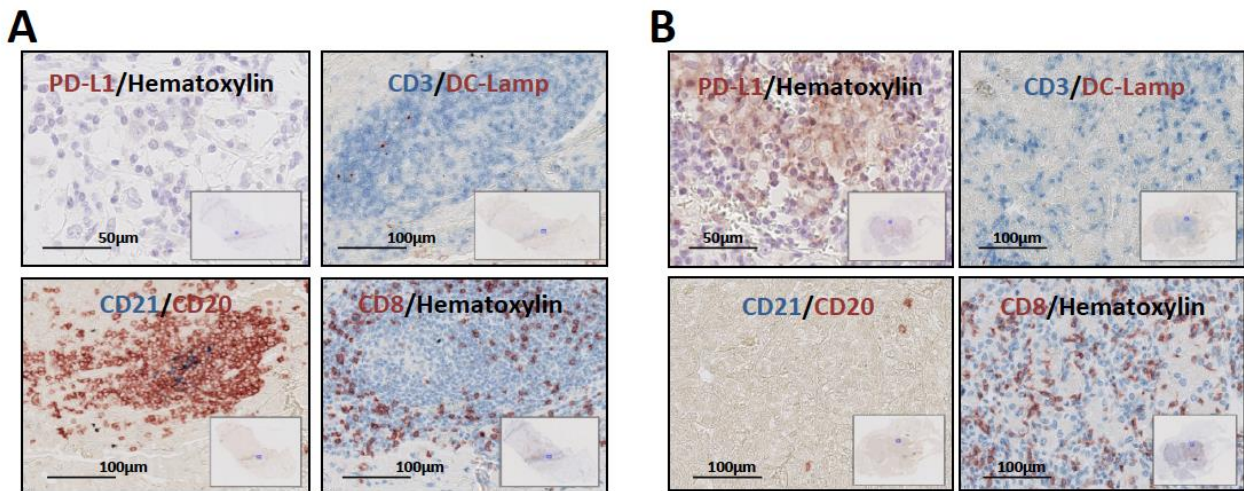 A
B
PD-L1/Hematoxylin
CD3/DC-Lamp
PD-L1/Hematoxylin
CD3/DC-Lamp
50µm
100µm
50µm
100µm
CD21/CD20
CD8/Hematoxylin
CD21/CD20
CD8/Hematoxylin
100µm
100µm
100µm
100µm